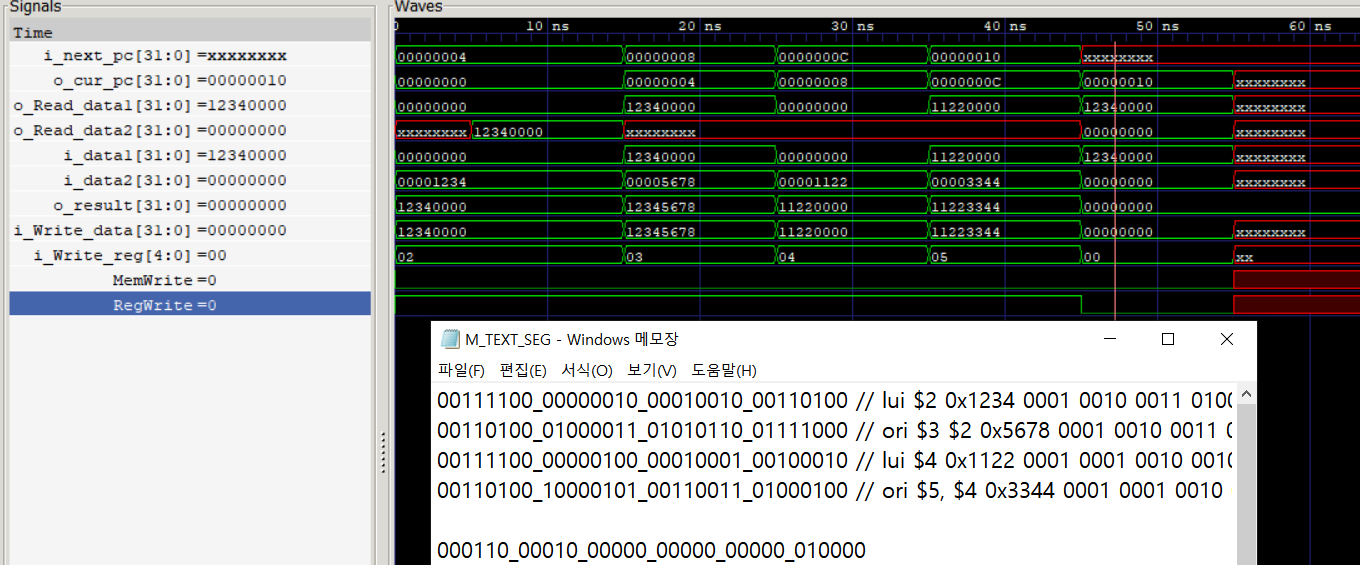 Signals
Waves
Time
0 10 ns 20 ns 30 ns 40 ns 50 ns 60 ns
i_next_pc[31:0] =xxxxxxxx 00000004 00000008 0000000C 00000010 xxxxxxxx
o_cur_pc[31:0] =00000010 00000000 00000004 00000008 0000000C 00000010 xxxxxxxx
o_Read_data1[31:0] =12340000 00000000 12340000 00000000 11220000 12340000 xxxxxxxx
o_Read_data2[31:0] =00000000 xxxxxxxx 12340000 xxxxxxxx 00000000 xxxxxxxx
i_data1[31:0] =12340000 00000000 12340000 00000000 11220000 12340000 xxxxxxxx
i_data2[31:0] =00000000 00001234 00005678 00001122 00003344 00000000 xxxxxxxx
o_result[31:0] =00000000 12340000 12345678 11220000 11223344 00000000
i_Write_data[31:0] =00000000 12340000 12345678 11220000 11223344 00000000 xxxxxxxx
i_Write_reg[4:0] =00 02 03 04 05 00 xx
MemWrite =0
RegWrite =0
M_TEXT_SEG - Windows 메모장
파일(F) 편집(E) 서식(O) 보기(V) 도움말(H)
00111100_00000010_00010010_00110100 // lui $2 0x1234 0001 0010 0011 010
00110100_01000011_01010110_01111000 // ori $3 $2 0x5678 0001 0010 0011 0
00111100_00000100_00010001_00100010 // lui $4 0x1122 0001 0001 0010 001
00110100_10000101_00110011_01000100 // ori $5, $4 0x3344 0001 0001 0010
000110_00010_00000_00000_00000_010000